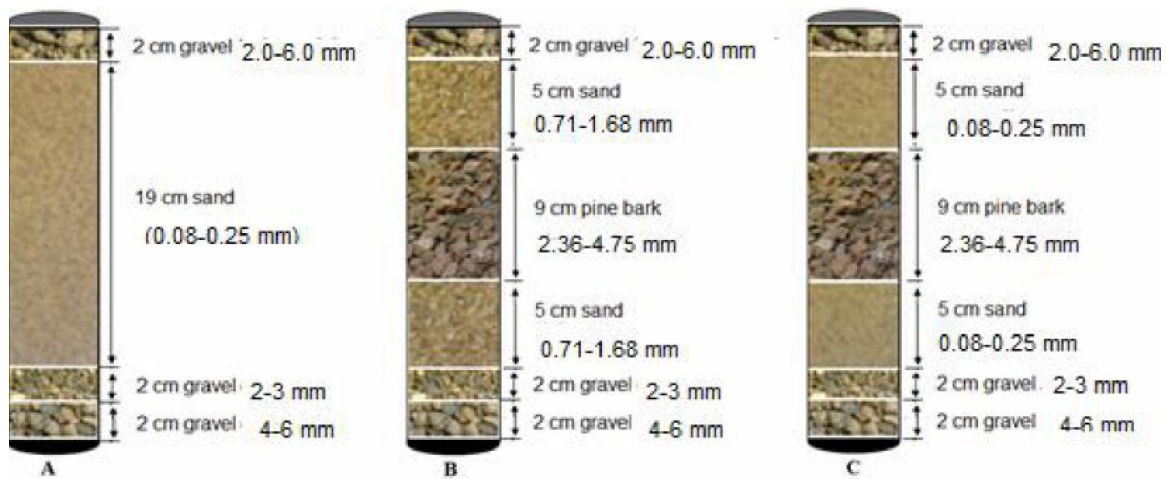 2 cm gravel 2.0-6.0 mm
19 cm sand
(0.08-0.25 mm)
2 cm gravel 2-3 mm
2 cm gravel 4-6 mm
A
2 cm gravel 2.0-6.0 mm
5 cm sand
0.71-1.68 mm
9 cm pine bark
2.36-4.75 mm
5 cm sand
0.71-1.68 mm
2 cm gravel 2-3 mm
2 cm gravel 4-6 mm
B
2 cm gravel 2.0-6.0 mm
5 cm sand
0.08-0.25 mm
9 cm pine bark
2.36-4.75 mm
5 cm sand
0.08-0.25 mm
2 cm gravel 2-3 mm
2 cm gravel 4-6 mm
C